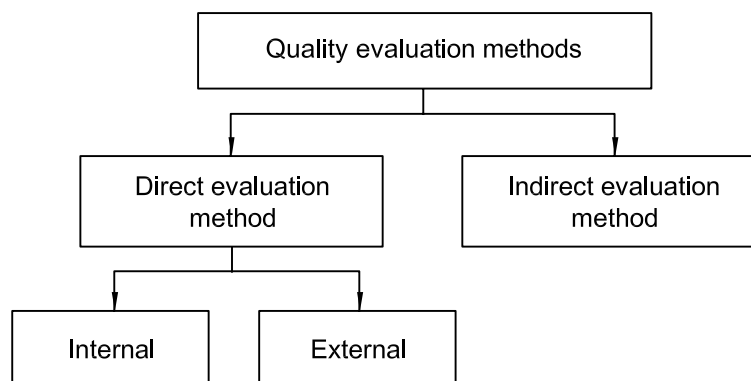 Quality evaluation methods
Direct evaluation
method
Indirect evaluation
method
Internal
External